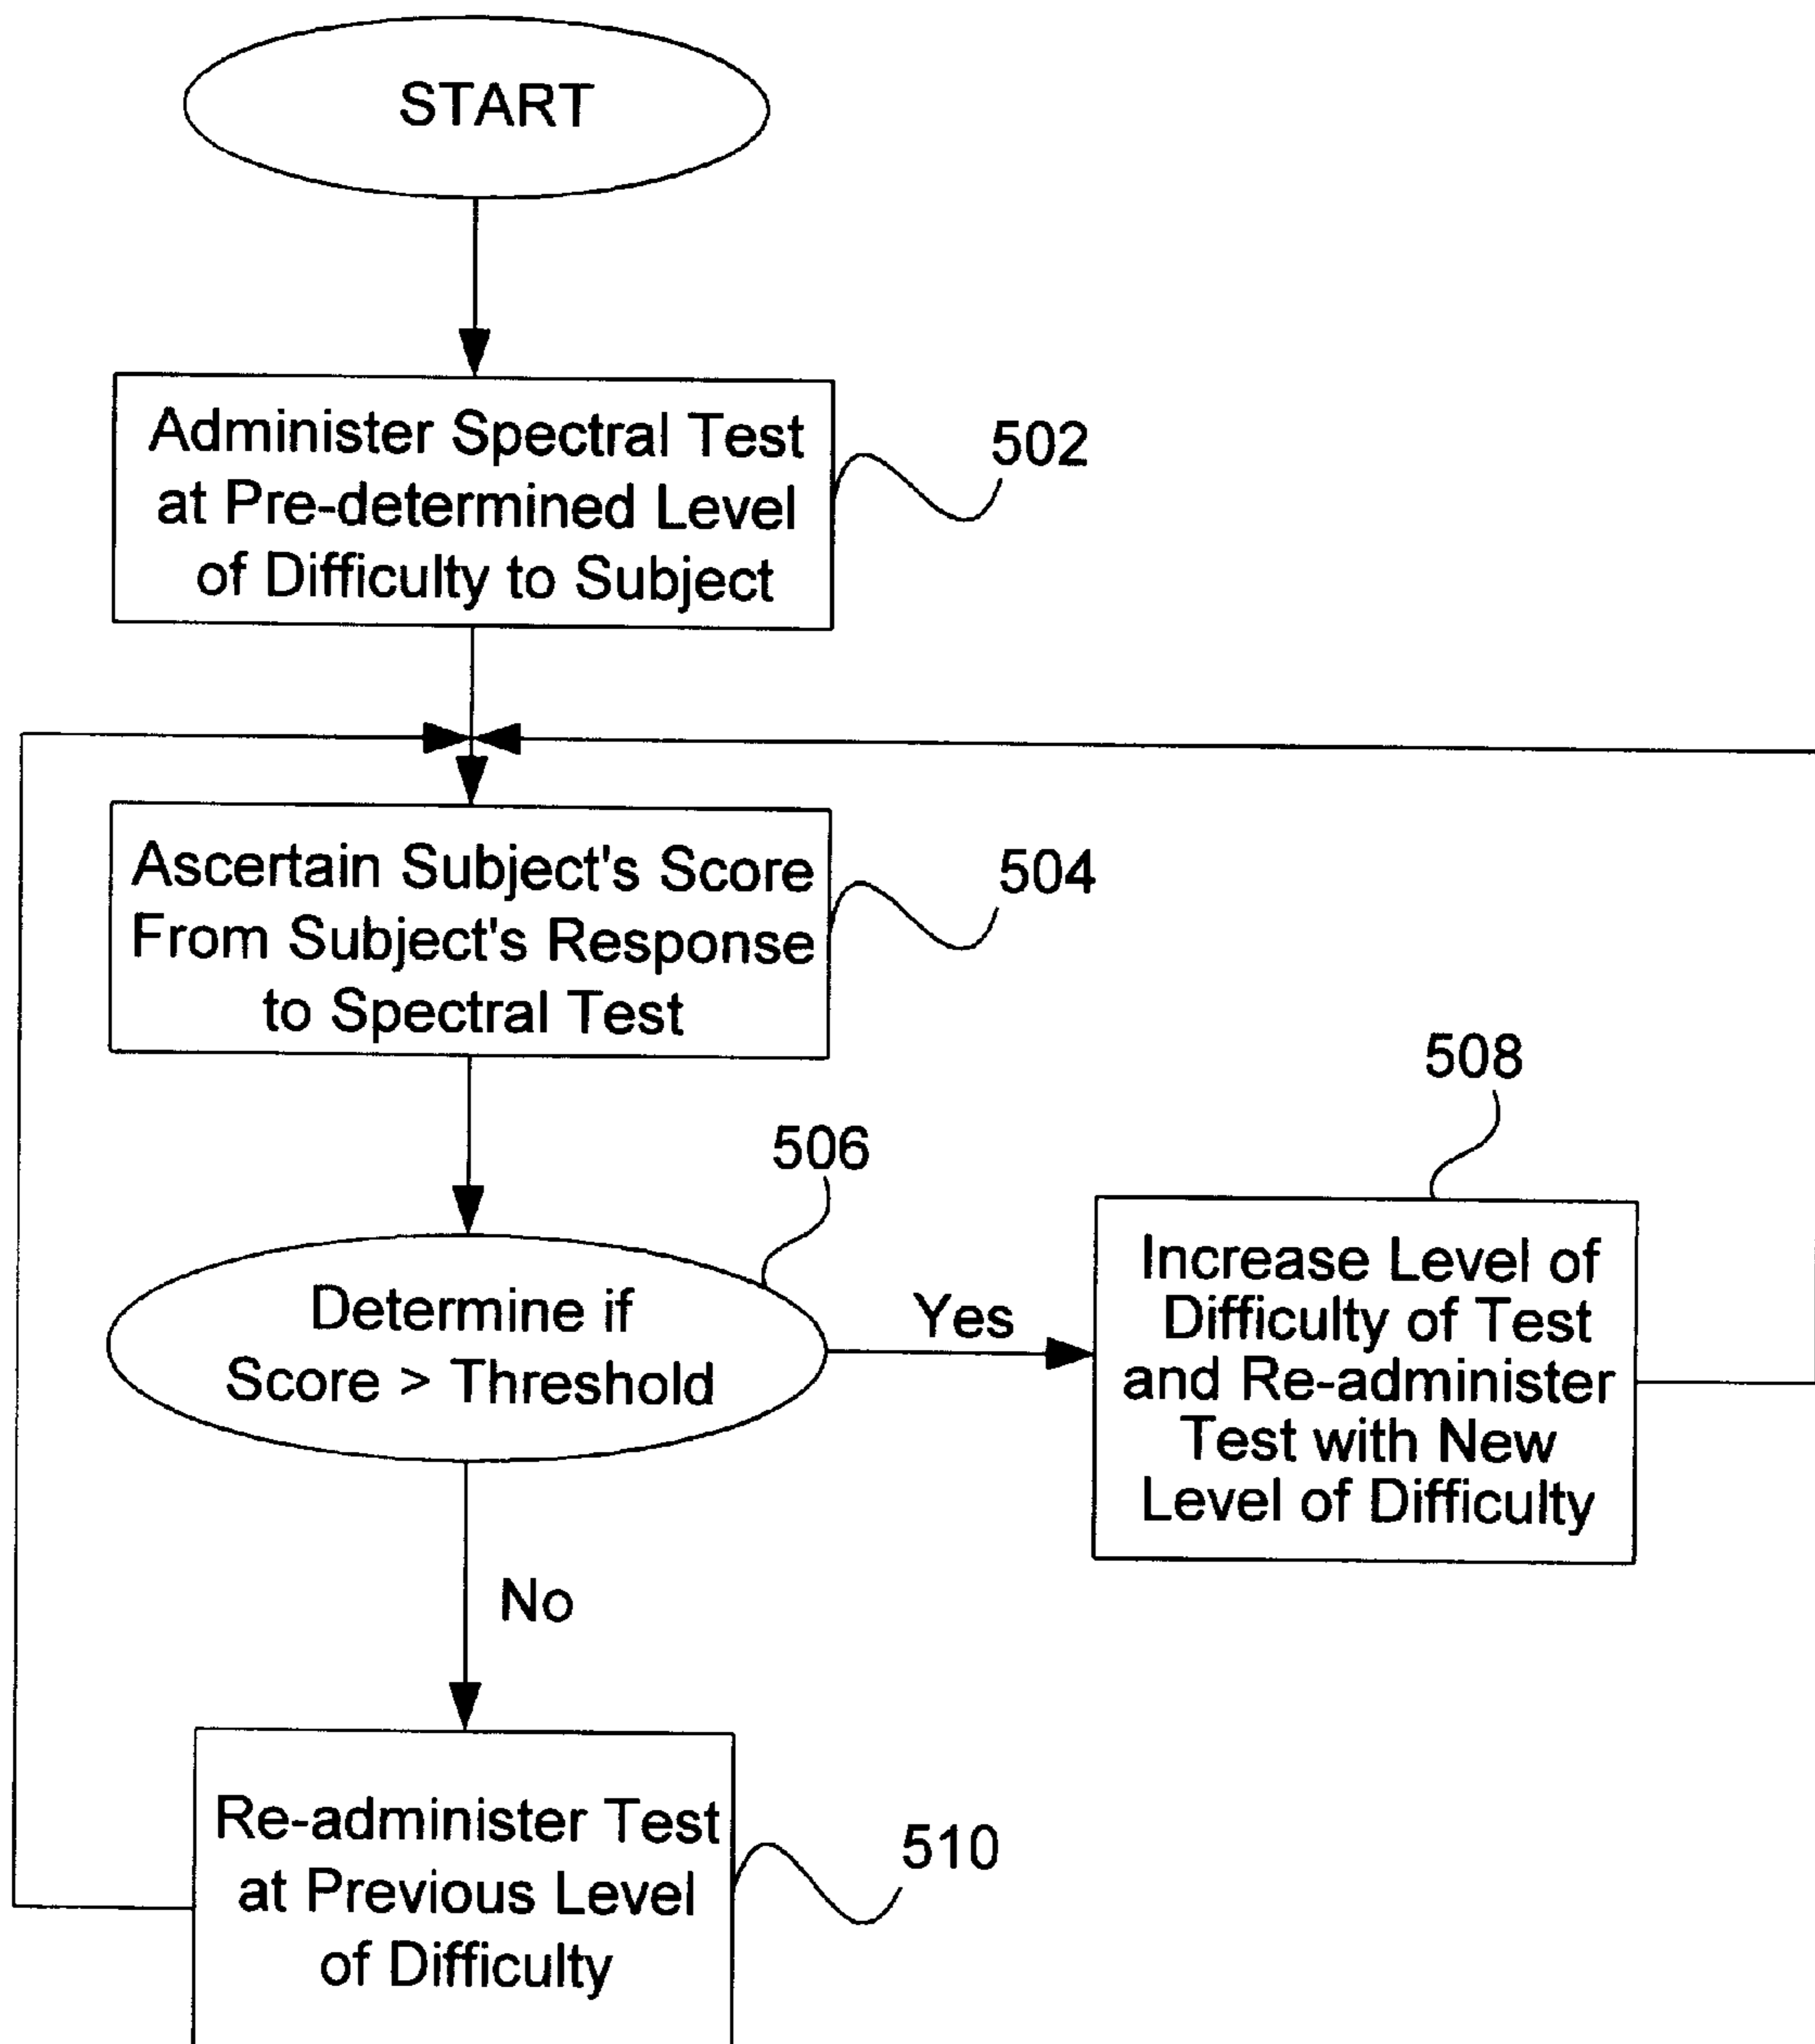 START
Administer Spectral Test
at Pre-determined Level
of Difficulty to Subject
502
Ascertain Subject's Score
From Subject's Response
to Spectral Test
504
506
Determine if
Score > Threshold
Yes
508
Increase Level of
Difficulty of Test
and Re-administer
Test with New
Level of Difficulty
No
Re-administer Test
at Previous Level
of Difficulty
510